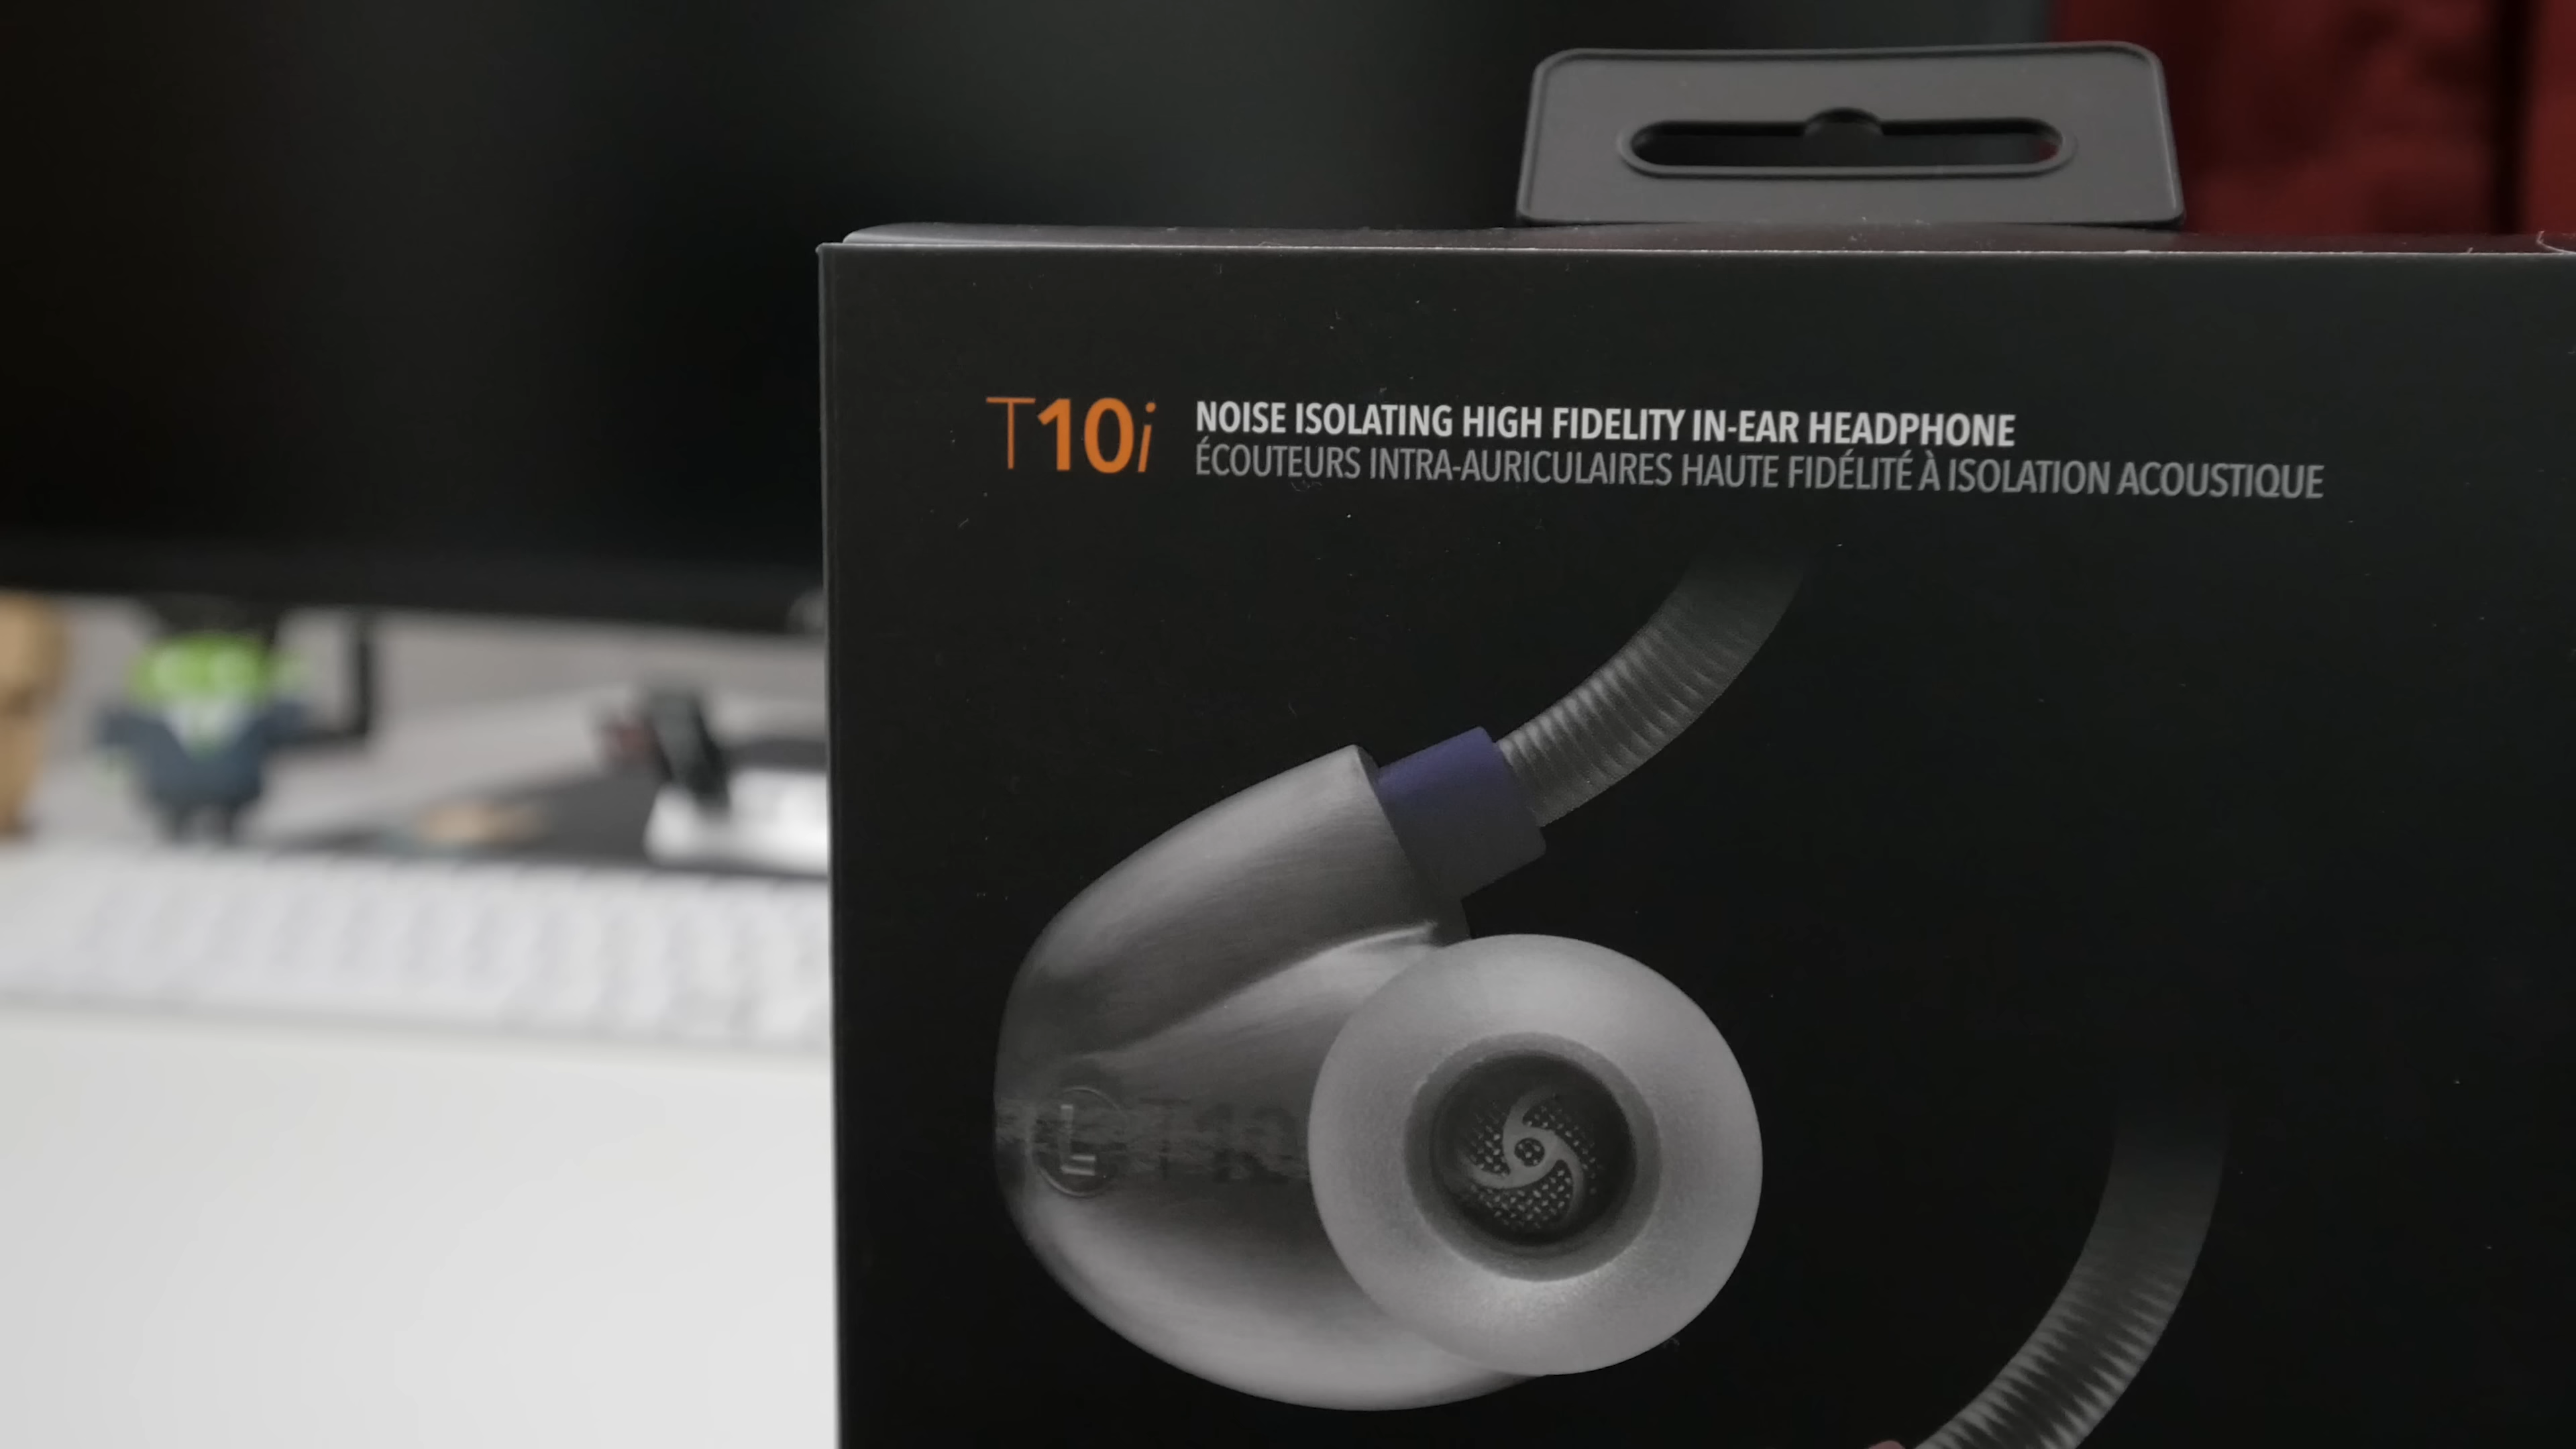 T10i
NOISE ISOLATING HIGH FIDELITY IN-EAR HEADPHONE
ÉCOUTEURS INTRA-AURICULAIRES HAUTE FIDÉLITÉ À ISOLATION ACOUSTIQUE
L